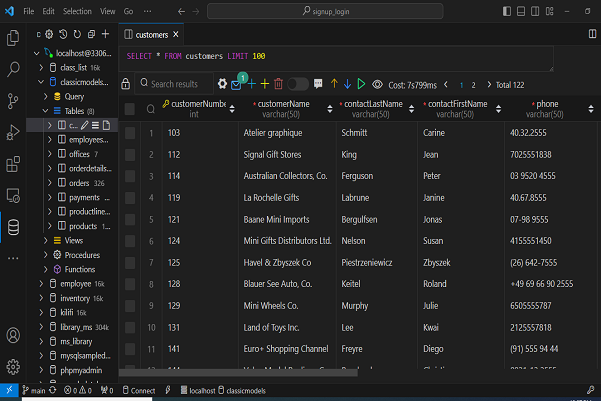 File Edit Selection View Go ··· signup_login
localhost@3306...
class_list 16k
classicmodels...
Query
Tables (8)
c...
employees...
offices 7
orderdetails...
orders 326
payments ...
productline...
products 1...
Views
Procedures
Functions
employee 16k
inventory 16k
kilifi 16k
library_ms 304k
ms_library
mysqlsampled...
phpmyadmin
customers
SELECT * FROM customers LIMIT 100
Search results 1 Cost: 7s799ms 1 2 Total 122
customerNumber customerName contactLastName contactFirstName phone
int varchar(50) varchar(50) varchar(50) varchar(50)
1 103 Atelier graphique Schmitt Carine 40.32.2555
2 112 Signal Gift Stores King Jean 7025551838
3 114 Australian Collectors, Co. Ferguson Peter 03 9520 4555
4 119 La Rochelle Gifts Labrune Janine 40.67.8555
5 121 Baane Mini Imports Bergulfsen Jonas 07-98 9555
6 124 Mini Gifts Distributors Ltd. Nelson Susan 4155551450
7 125 Havel & Zbyszek Co Piestrzeniewicz Zbyszek (26) 642-7555
8 128 Blauer See Auto, Co. Keitel Roland +49 69 66 90 2555
9 129 Mini Wheels Co. Murphy Julie 6505555787
10 131 Land of Toys Inc. Lee Kwai 2125557818
11 141 Euro+ Shopping Channel Freyre Diego (91) 555 94 44
main 0 0 0 Connect localhost classicmodels